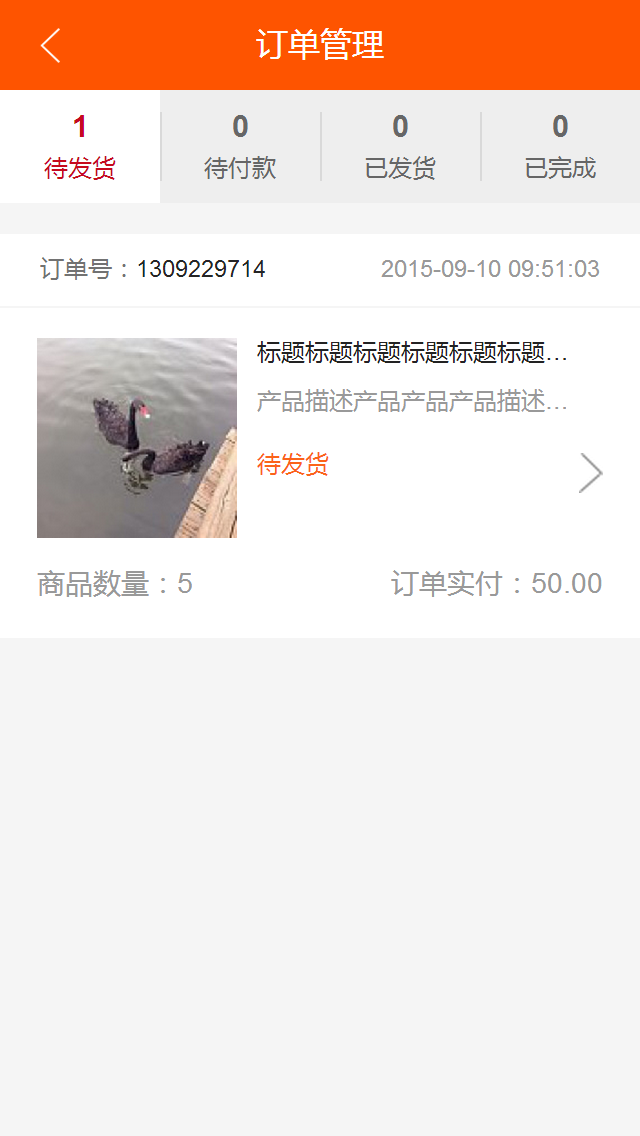 订单管理
1 0 0 0
待发货 待付款 已发货 已完成
订单号：1309229714 2015-09-10 09:51:03
标题标题标题标题标题标题…
产品描述产品产品产品描述…
待发货
商品数量：5 订单实付：50.00